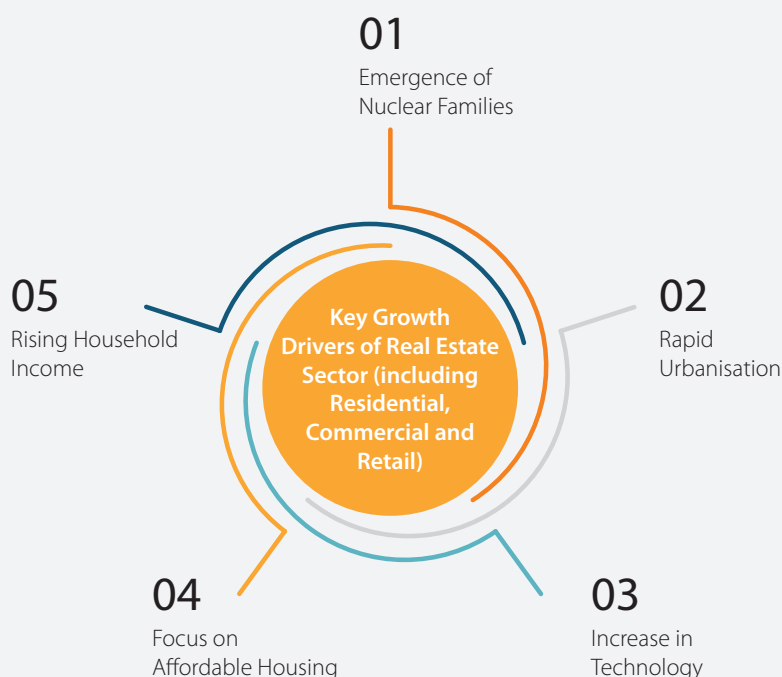 01
Emergence of
Nuclear Families
02
Rapid
Urbanisation
03
Increase in
Technology
04
Focus on
Affordable Housing
05
Rising Household
Income
Key Growth
Drivers of Real Estate
Sector (including
Residential,
Commercial and
Retail)